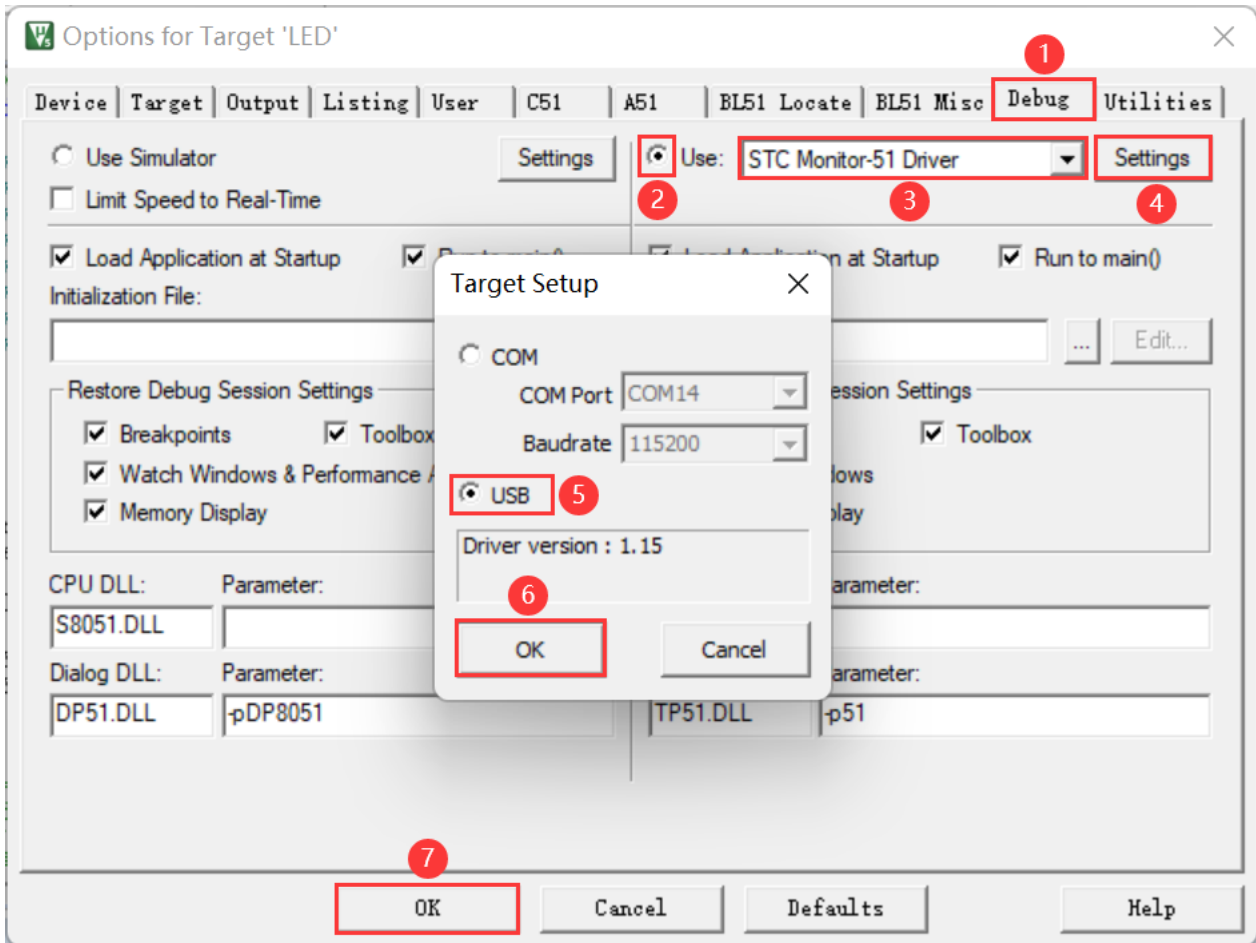 Options for Target 'LED'
1
Device Target Output Listing User C51 A51 BL51 Locate BL51 Misc Debug Utilities
Use Simulator Settings Use: STC Monitor-51 Driver Settings
2 3 4
Limit Speed to Real-Time
Load Application at Startup at Startup Run to main()
Initialization File:
... Edit...
Restore Debug Session Settings Settings
Breakpoints Toolbox Toolbox
Watch Windows & Performance
Memory Display
CPU DLL: Parameter:
S8051.DLL
Dialog DLL: Parameter:
DP51.DLL -pDP8051 TP51.DLL -p51
Target Setup
COM
COM Port COM14
Baudrate 115200
USB 5
Driver version : 1.15
6
OK Cancel
7
OK Cancel Defaults Help